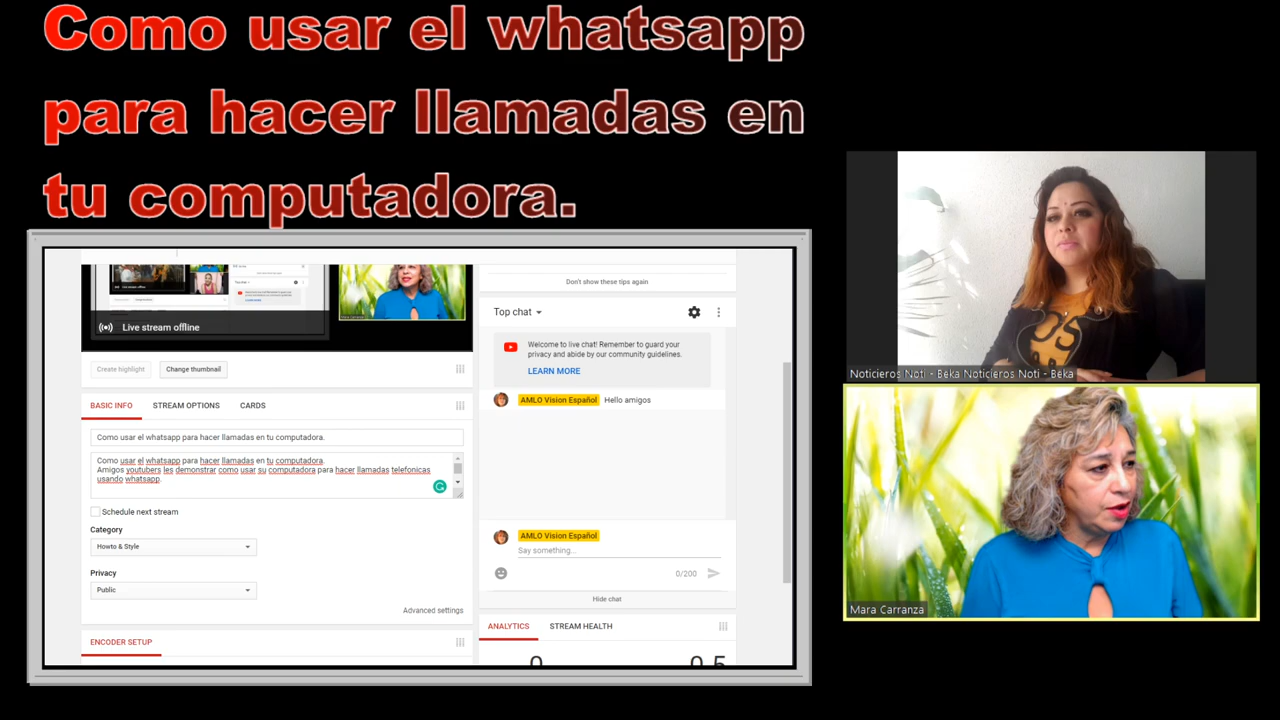 Como usar el whatsapp
para hacer llamadas en
tu computadora.
Live stream offline
Create highlight
Change thumbnail
BASIC INFO
STREAM OPTIONS
CARDS
Como usar el whatsapp para hacer llamadas en tu computadora.
Como usar el whatsapp para hacer llamadas en tu computadora.
Amigos youtubers les demonstrar como usar su computadora para hacer llamadas telefonicas
usando whatsapp.
Schedule next stream
Category
Howto & Style
Privacy
Public
Advanced settings
ENCODER SETUP
Don't show these tips again
Top chat
Welcome to live chat! Remember to guard your
privacy and abide by our community guidelines.
LEARN MORE
AMLO Vision Español Hello amigos
AMLO Vision Español
Say something...
0/200
Hide chat
ANALYTICS
STREAM HEALTH
Noticieros Noti - Beka Noticieros Noti - Beka
Mara Carranza